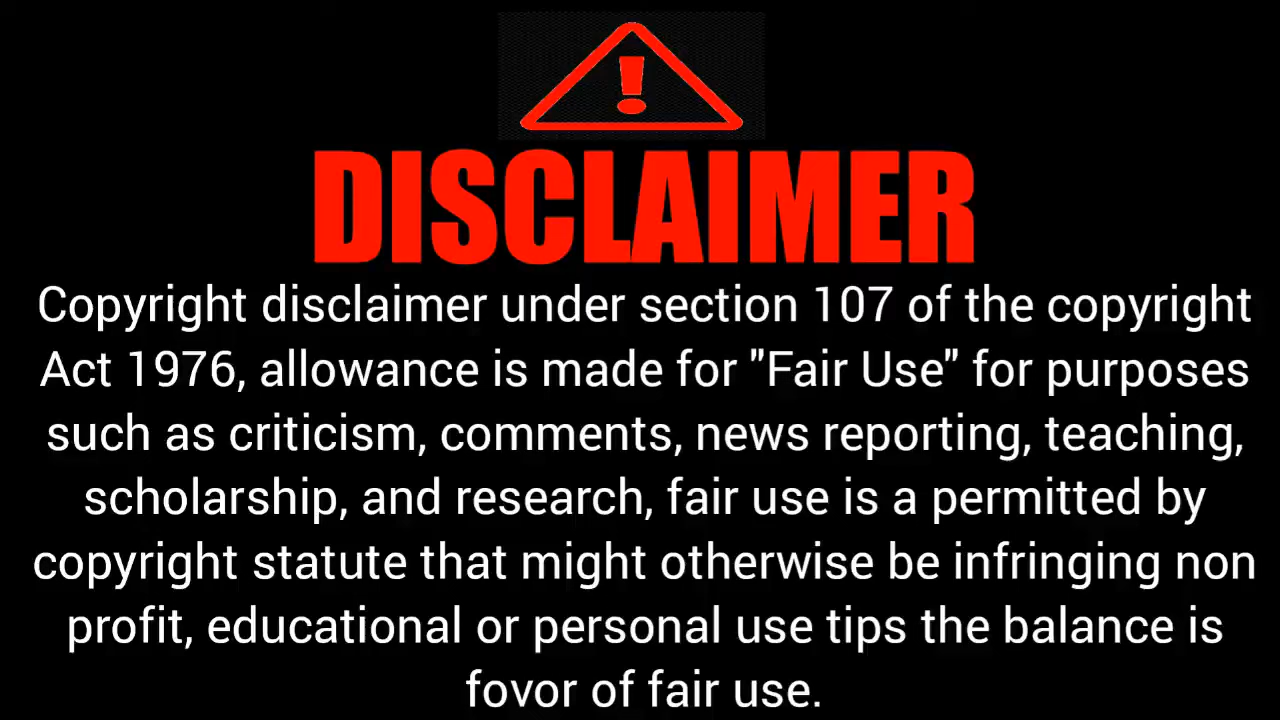 DISCLAIMER
Copyright disclaimer under section 107 of the copyright
Act 1976, allowance is made for "Fair Use" for purposes
such as criticism, comments, news reporting, teaching,
scholarship, and research, fair use is a permitted by
copyright statute that might otherwise be infringing non
profit, educational or personal use tips the balance is
fovor of fair use.